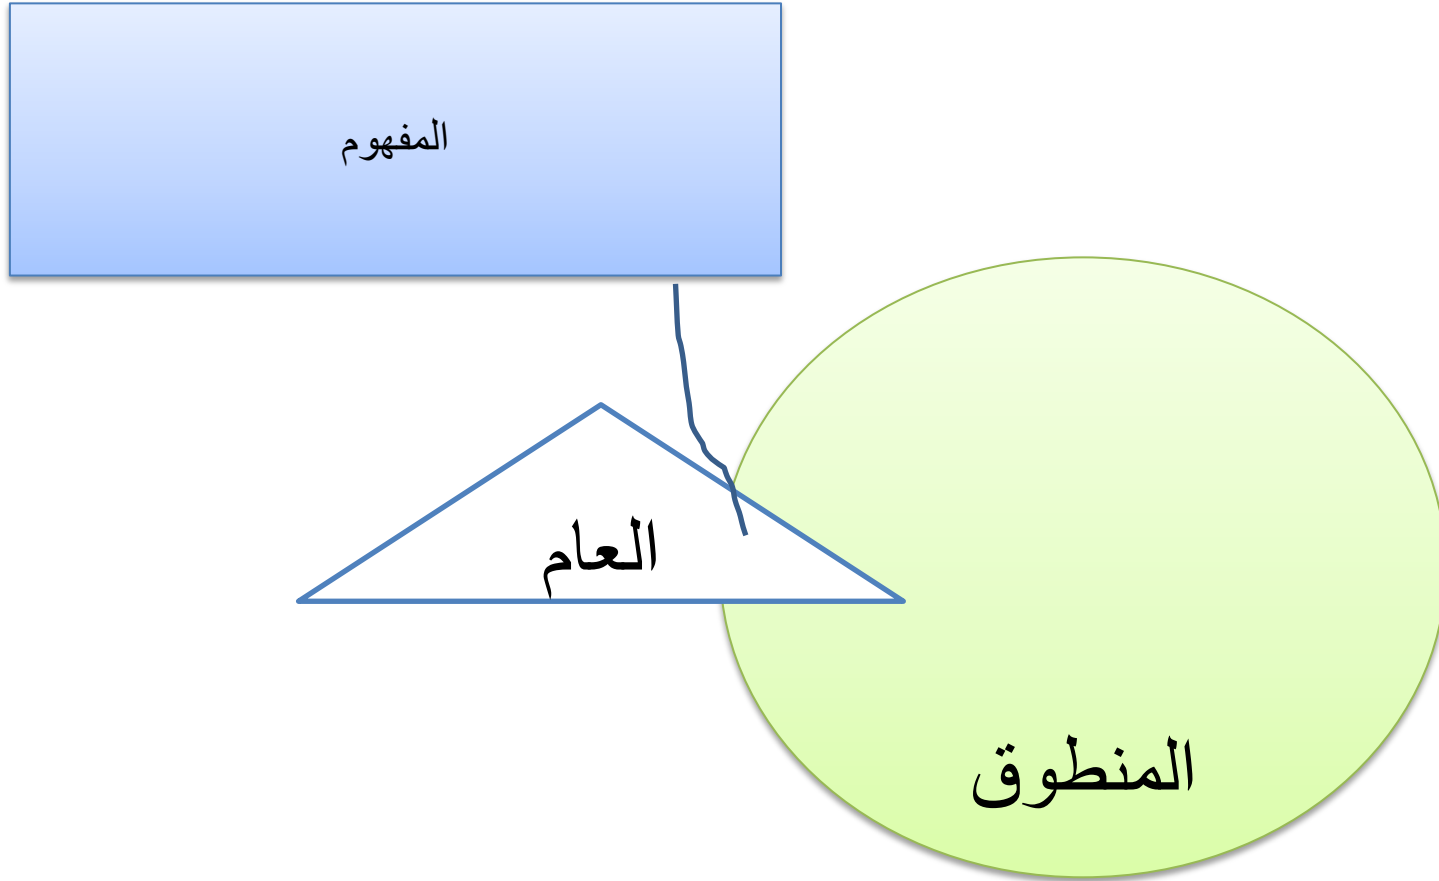 المفهوم
العام
المنطوق